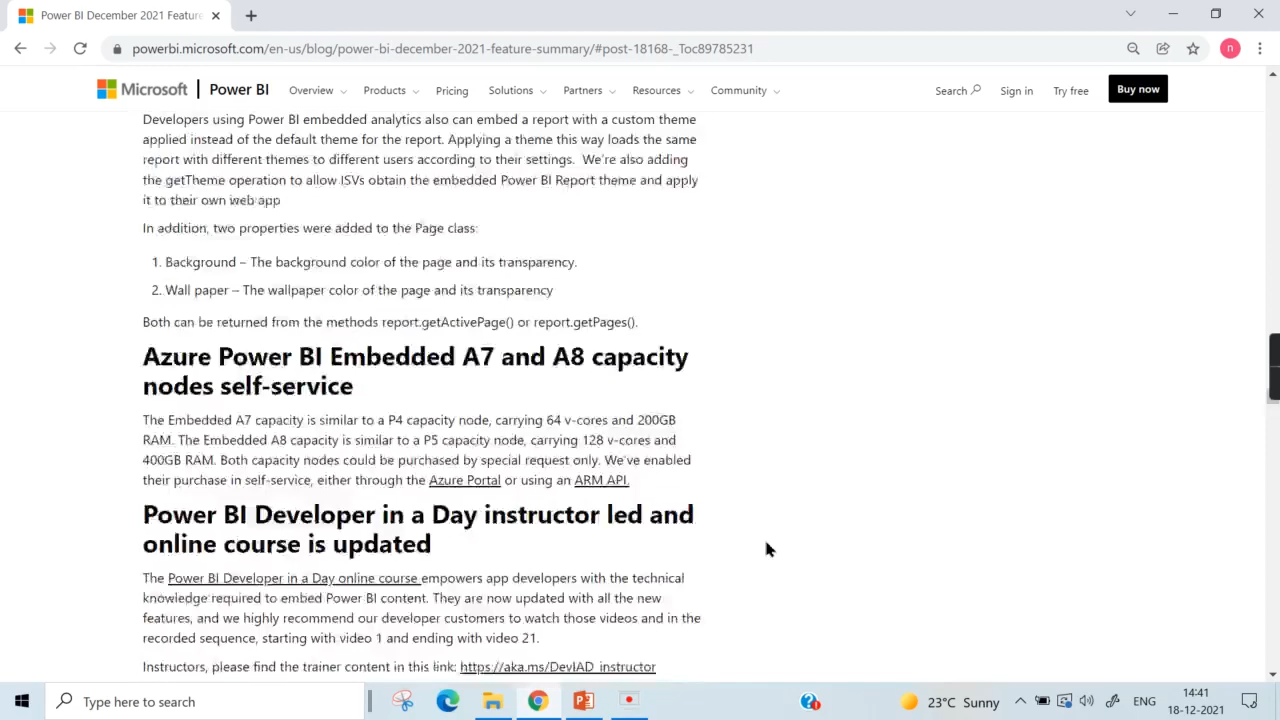 Power BI December 2021 Feature
powerbi.microsoft.com/en-us/blog/power-bi-december-2021-feature-summary/#post-18168-_Toc89785231
n
Microsoft Power BI Overview Products Pricing Solutions Partners Resources Community Search Sign in Try free Buy now
Developers using Power BI embedded analytics also can embed a report with a custom theme
applied instead of the default theme for the report. Applying a theme this way loads the same
report with different themes to different users according to their settings. We're also adding
the getTheme operation to allow ISVs obtain the embedded Power BI Report theme and apply
it to their own web app
In addition, two properties were added to the Page class:
1. Background – The background color of the page and its transparency.
2. Wall paper – The wallpaper color of the page and its transparency
Both can be returned from the methods report.getActivePage() or report.getPages().
Azure Power BI Embedded A7 and A8 capacity
nodes self-service
The Embedded A7 capacity is similar to a P4 capacity node, carrying 64 v-cores and 200GB
RAM. The Embedded A8 capacity is similar to a P5 capacity node, carrying 128 v-cores and
400GB RAM. Both capacity nodes could be purchased by special request only. We've enabled
their purchase in self-service, either through the Azure Portal or using an ARM API.
Power BI Developer in a Day instructor led and
online course is updated
The Power BI Developer in a Day online course empowers app developers with the technical
knowledge required to embed Power BI content. They are now updated with all the new
features, and we highly recommend our developer customers to watch those videos and in the
recorded sequence, starting with video 1 and ending with video 21.
Instructors, please find the trainer content in this link: https://aka.ms/DevIAD_instructor
Type here to search
23°C Sunny
ENG
14:41
18-12-2021